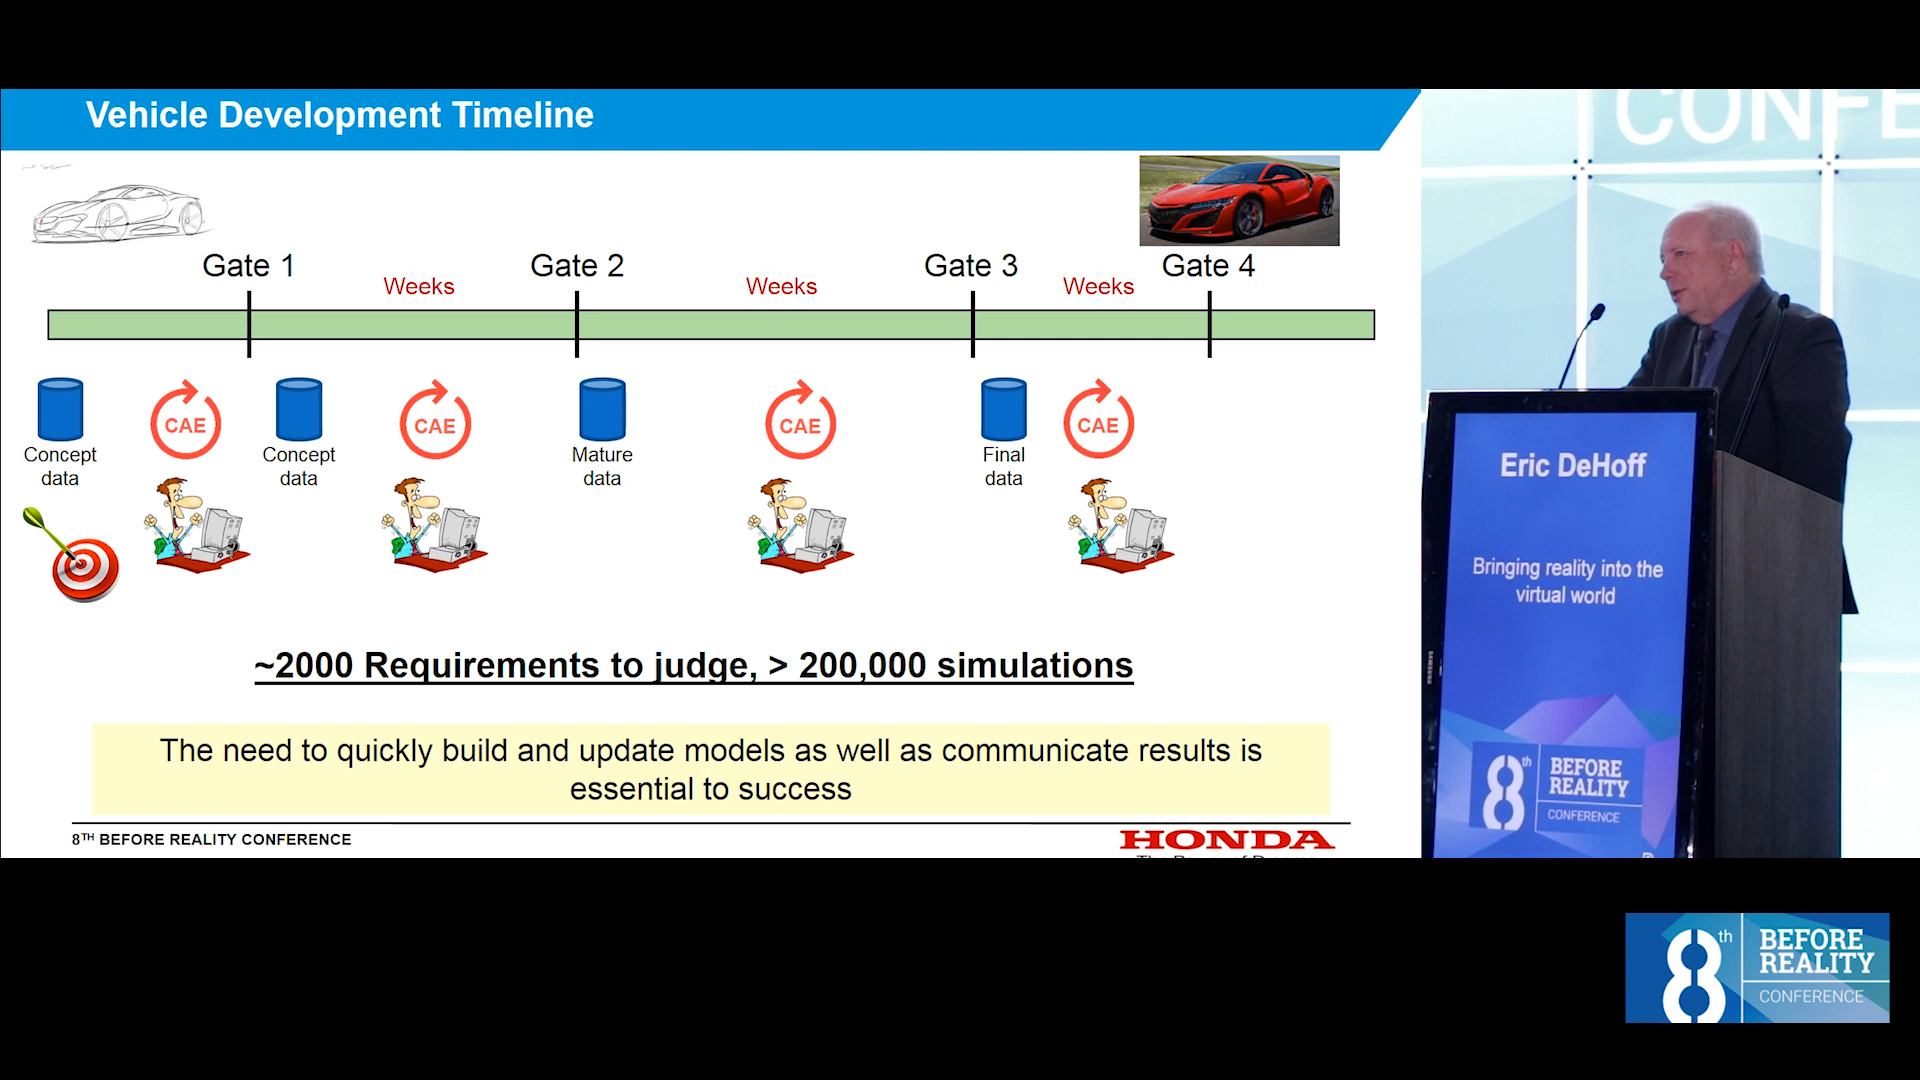 Vehicle Development Timeline
CONFE
Gate 1
Gate 2
Gate 3
Gate 4
Weeks
Weeks
Weeks
CAE
CAE
CAE
CAE
Concept
data
Concept
data
Mature
data
Final
data
~2000 Requirements to judge, > 200,000 simulations
The need to quickly build and update models as well as communicate results is
essential to success
8TH BEFORE REALITY CONFERENCE
HONDA
Eric DeHoff
Bringing reality into the
virtual world
SAMSUNG
8th BEFORE
REALITY
CONFERENCE
8th BEFORE
REALITY
CONFERENCE